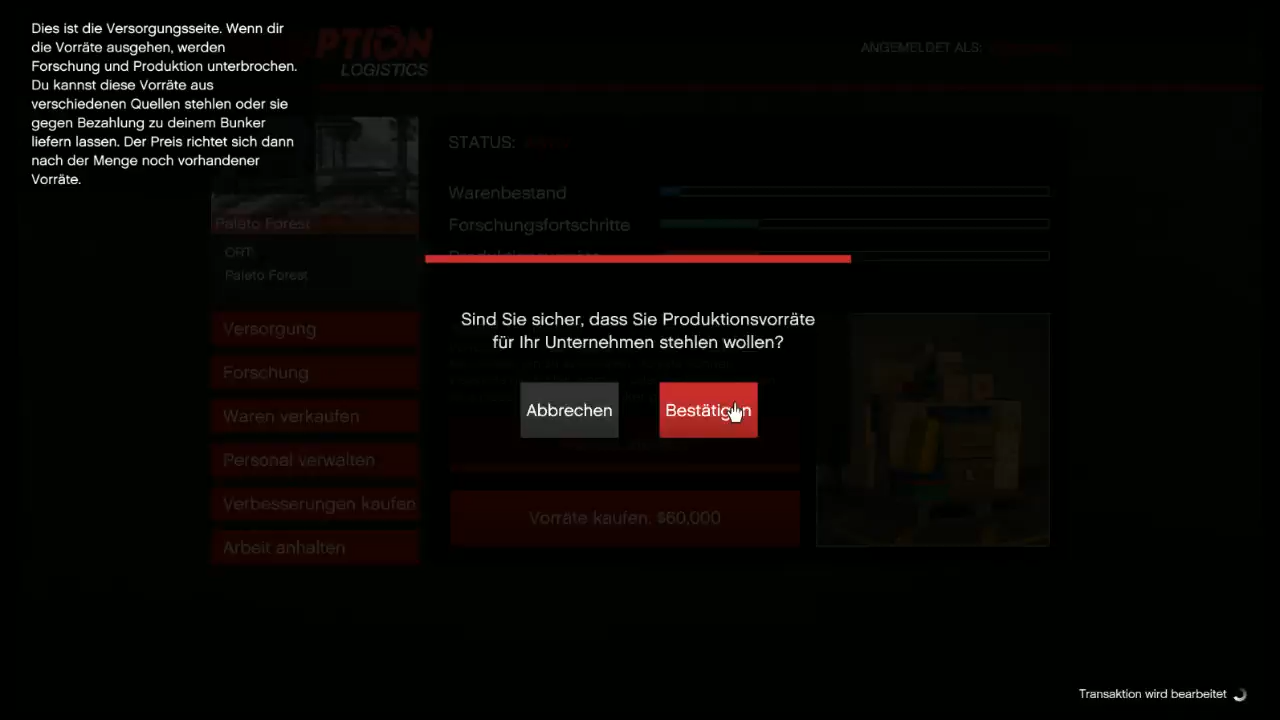 Dies ist die Versorgungsseite. Wenn dir
die Vorräte ausgehen, werden
Forschung und Produktion unterbrochen.
Du kannst diese Vorräte aus
verschiedenen Quellen stehlen oder sie
gegen Bezahlung zu deinem Bunker
liefern lassen. Der Preis richtet sich dann
nach der Menge noch vorhandener
Vorräte.
PTION
LOGISTICS
ANGEMELDET ALS:
STATUS:
Warenbestand
Forschungsfortschritte
Produktionsvorräte
Paleto Forest
ORT:
Paleto Forest
Versorgung
Forschung
Waren verkaufen
Personal verwalten
Verbesserungen kaufen
Arbeit anhalten
Sind Sie sicher, dass Sie Produktionsvorräte
für Ihr Unternehmen stehlen wollen?
Abbrechen
Bestätigen
Vorräte kaufen. $60,000
Transaktion wird bearbeitet